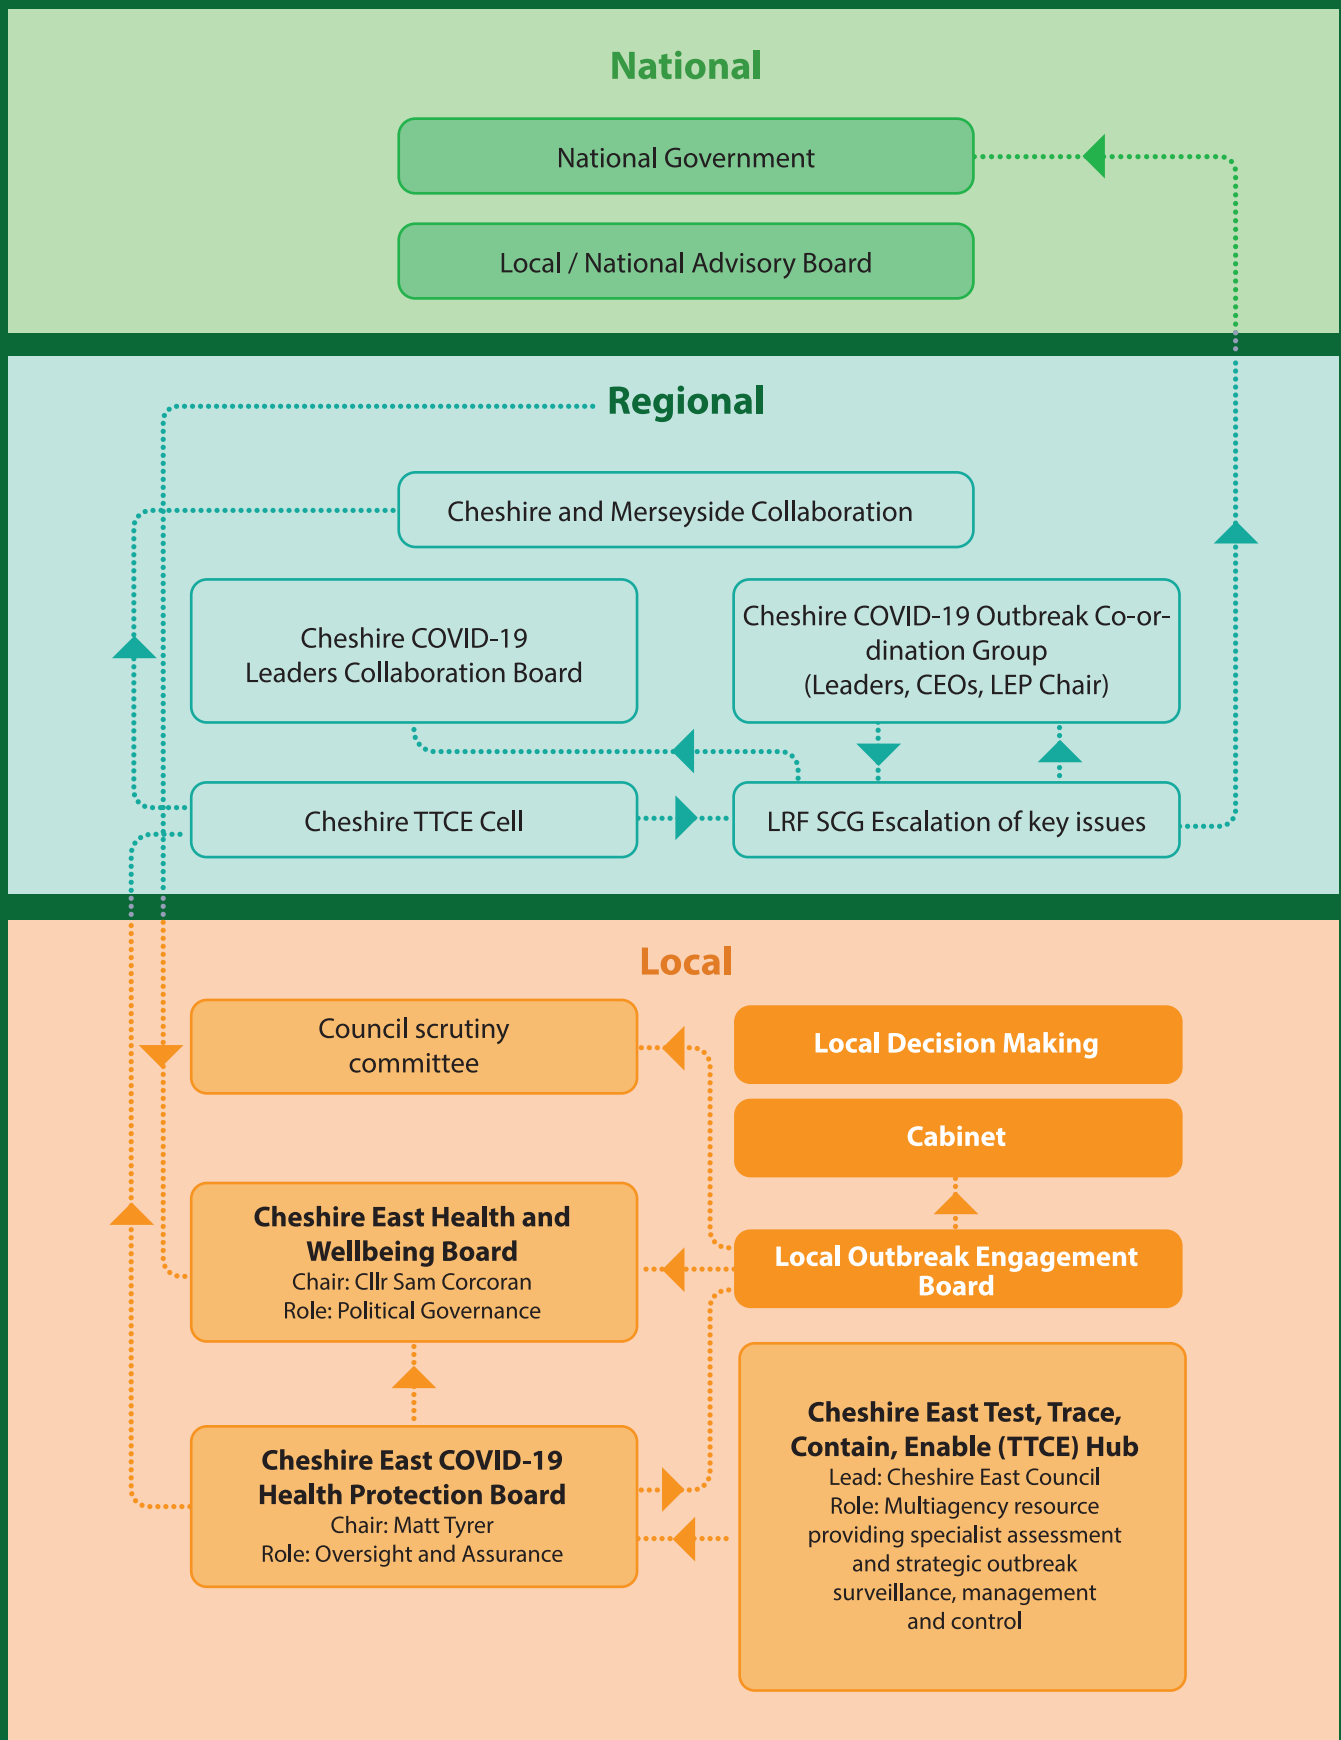 National
National Government
Local / National Advisory Board
Regional
Cheshire and Merseyside Collaboration
Cheshire COVID-19
Leaders Collaboration Board
Cheshire COVID-19 Outbreak Co-or-
dination Group
(Leaders, CEOs, LEP Chair)
Cheshire TTCE Cell
LRF SCG Escalation of key issues
Local
Council scrutiny
committee
Local Decision Making
Cabinet
Cheshire East Health and
Wellbeing Board
Chair: Cllr Sam Corcoran
Role: Political Governance
Local Outbreak Engagement
Board
Cheshire East COVID-19
Health Protection Board
Chair: Matt Tyrer
Role: Oversight and Assurance
Cheshire East Test, Trace,
Contain, Enable (TTCE) Hub
Lead: Cheshire East Council
Role: Multiagency resource
providing specialist assessment
and strategic outbreak
surveillance, management
and control